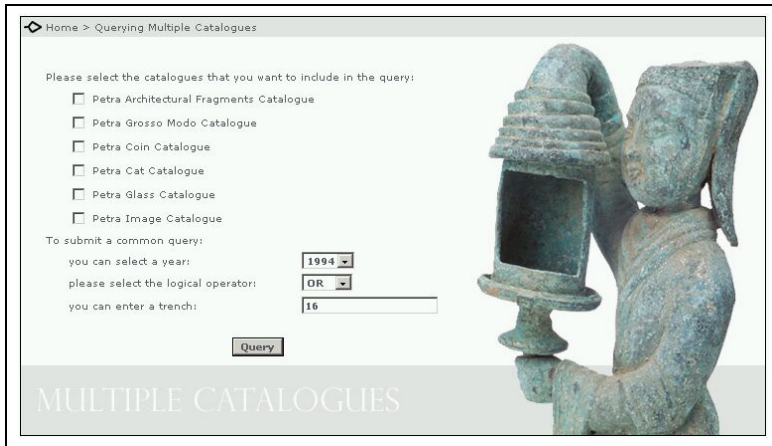 Home > Querying Multiple Catalogues
Please select the catalogues that you want to include in the query:
Petra Architectural Fragments Catalogue
Petra Grosso Modo Catalogue
Petra Coin Catalogue
Petra Cat Catalogue
Petra Glass Catalogue
Petra Image Catalogue
To submit a common query:
you can select a year: 1994
please select the logical operator: OR
you can enter a trench: 16
Query
MULTIPLE CATALOGUES